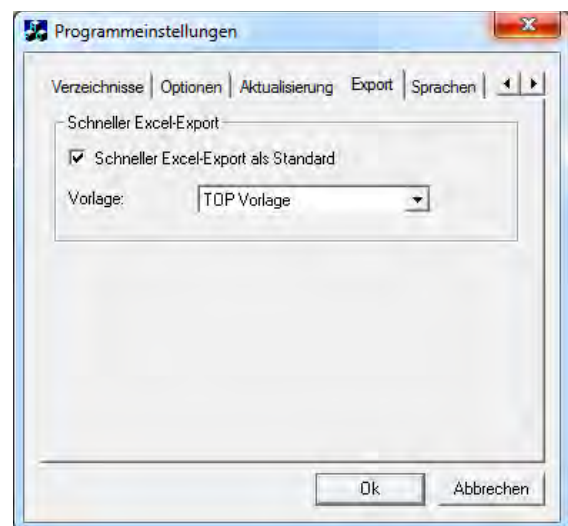 Programmeinstellungen
Verzeichnisse Optionen Aktualisierung Export Sprachen
Schneller Excel-Export
Schneller Excel-Export als Standard
Vorlage: TOP Vorlage
Ok Abbrechen